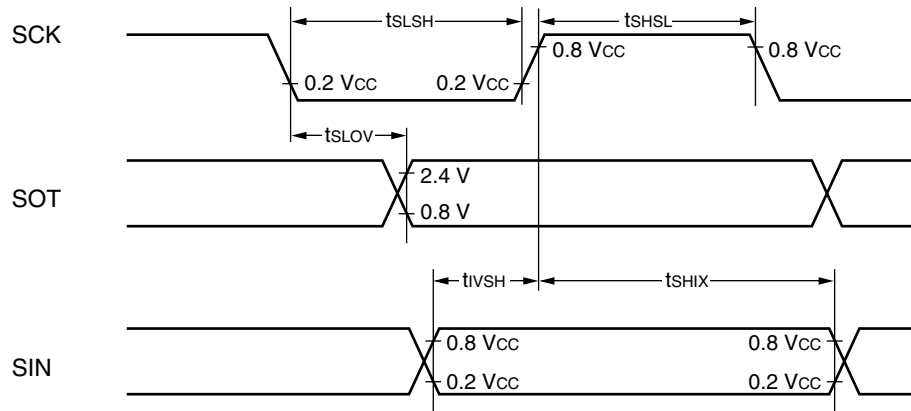 tSLSH tSHSL
SCK
0.8 VCC 0.8 VCC
0.2 VCC 0.2 VCC
tSLOV
2.4 V
SOT
0.8 V
tIVSH tSHIX
0.8 VCC 0.8 VCC
SIN
0.2 VCC 0.2 VCC